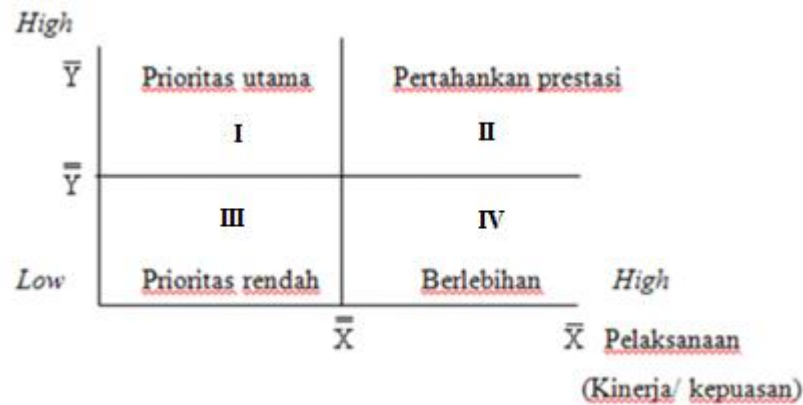 High
Y̅ Prioritas utama Pertahankan prestasi
I II
Y̿
III IV
Low Prioritas rendah Berlebihan High
X̿ X̅ Pelaksanaan
(Kinerja/ kepuasan)